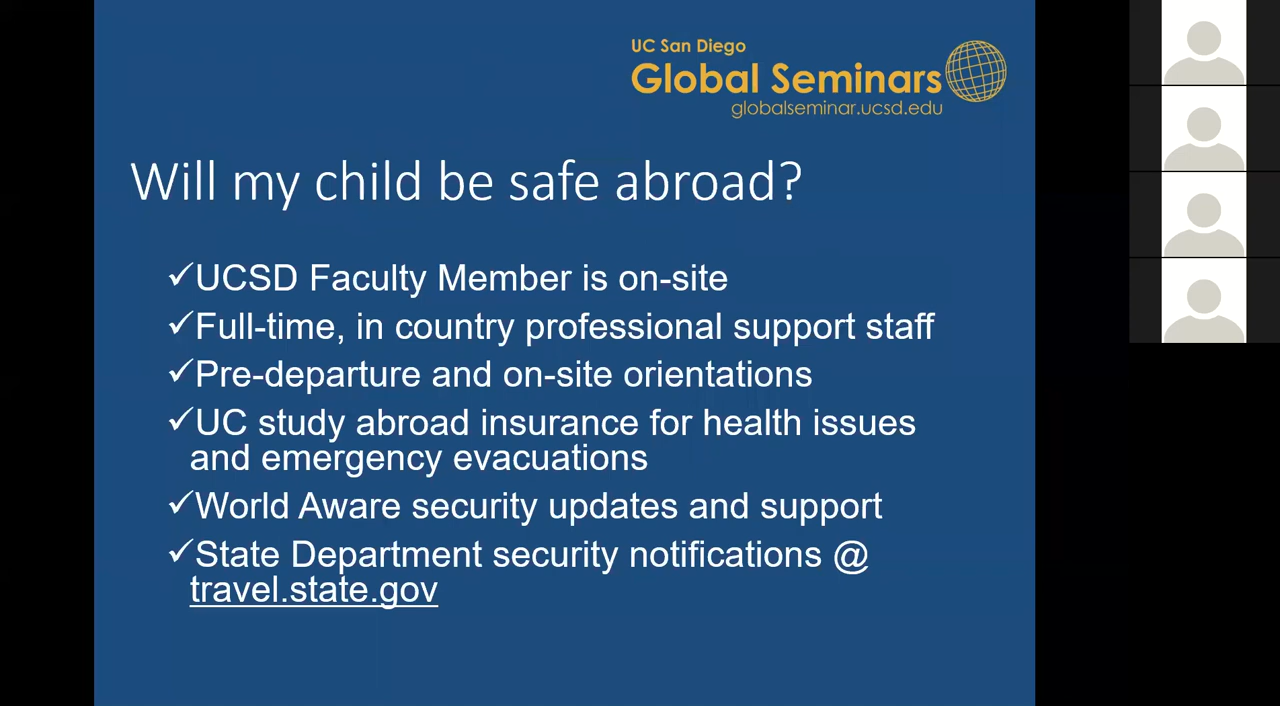 UC San Diego
Global Seminars
globalseminar.ucsd.edu
Will my child be safe abroad?
✓UCSD Faculty Member is on-site
✓Full-time, in country professional support staff
✓Pre-departure and on-site orientations
✓UC study abroad insurance for health issues
and emergency evacuations
✓World Aware security updates and support
✓State Department security notifications @
travel.state.gov